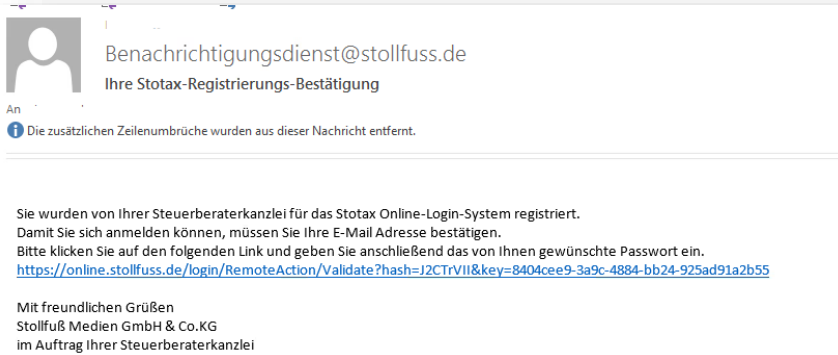 Benachrichtigungsdienst@stollfuss.de
Ihre Stotax-Registrierungs-Bestätigung
An
Die zusätzlichen Zeilenumbrüche wurden aus dieser Nachricht entfernt.
Sie wurden von Ihrer Steuerberaterkanzlei für das Stotax Online-Login-System registriert.
Damit Sie sich anmelden können, müssen Sie Ihre E-Mail Adresse bestätigen.
Bitte klicken Sie auf den folgenden Link und geben Sie anschließend das von Ihnen gewünschte Passwort ein.
https://online.stollfuss.de/login/RemoteAction/Validate?hash=J2CTrVII&key=8404cee9-3a9c-4884-bb24-925ad91a2b55
Mit freundlichen Grüßen
Stollfuß Medien GmbH & Co.KG
im Auftrag Ihrer Steuerberaterkanzlei